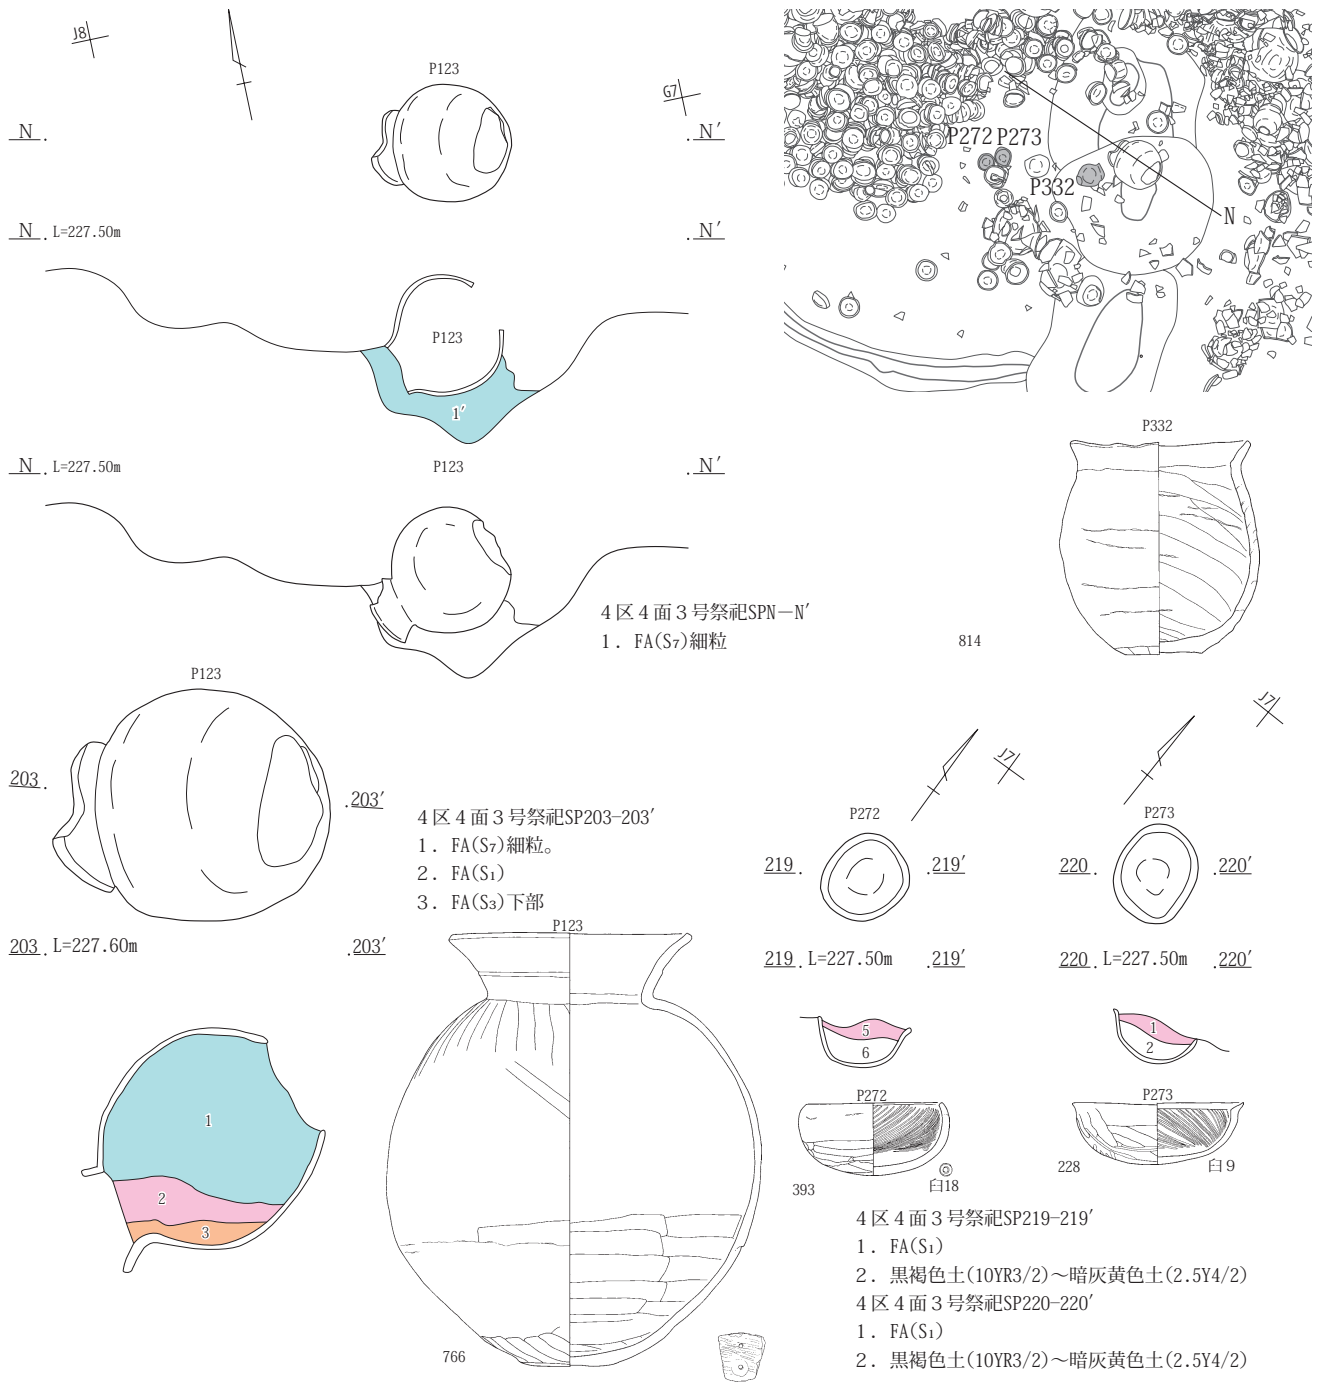 J8
P123
G7
N . . N′
N . L=227.50m . N′
P123
1′
N . L=227.50m P123 . N′
4区4面3号祭祀SPN－N′
1．FA(S₇)細粒
P272 P273
P332
N
P332
814
P123
203 . . 203′
4区4面3号祭祀SP203-203′
1．FA(S₇)細粒。
2．FA(S₁)
3．FA(S₃)下部
203 . L=227.60m . 203′
1
2
3
P123
766
J7
P272
219 . . 219′
219 . L=227.50m . 219′
5
6
P272
393
臼18
J7
P273
220 . . 220′
220 . L=227.50m . 220′
1
2
P273
228
臼9
4区4面3号祭祀SP219-219′
1．FA(S₁)
2．黒褐色土(10YR3/2)～暗灰黄色土(2.5Y4/2)
4区4面3号祭祀SP220-220′
1．FA(S₁)
2．黒褐色土(10YR3/2)～暗灰黄色土(2.5Y4/2)